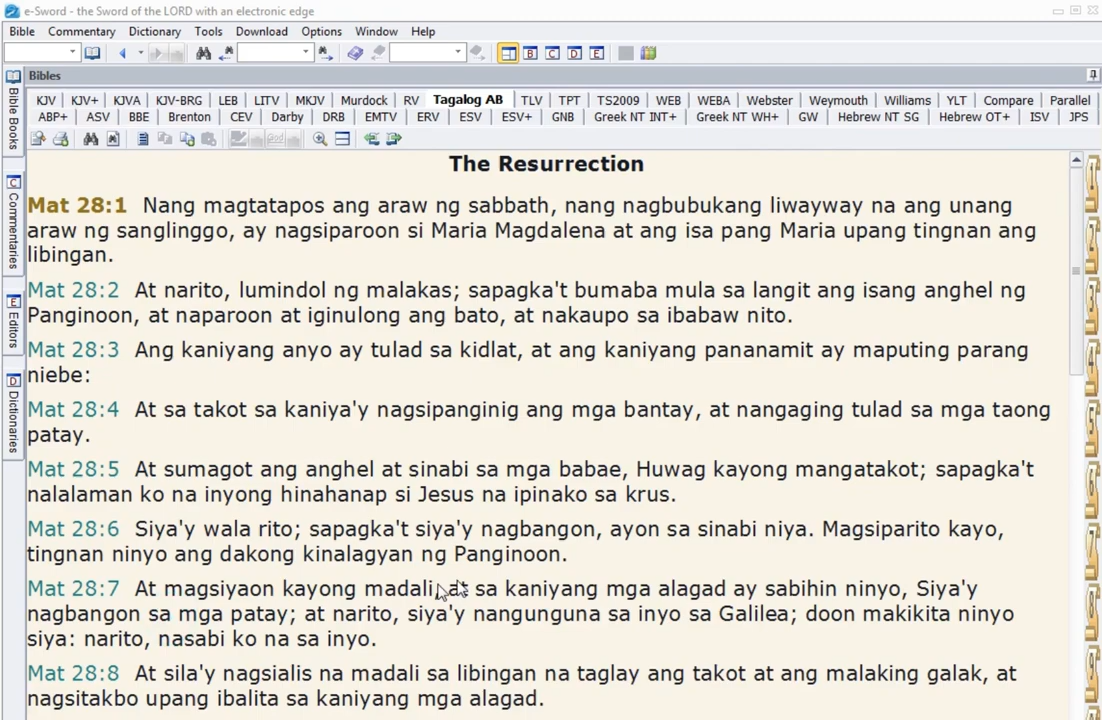 e-Sword - the Sword of the LORD with an electronic edge
Bible Commentary Dictionary Tools Download Options Window Help
B C D E
Bibles
KJV KJV+ KJVA KJV-BRG LEB LITV MKJV Murdock RV Tagalog AB TLV TPT TS2009 WEB WEBA Webster Weymouth Williams YLT Compare Parallel
ABP+ ASV BBE Brenton CEV Darby DRB EMTV ERV ESV ESV+ GNB Greek NT INT+ Greek NT WH+ GW Hebrew NT SG Hebrew OT+ ISV JPS
Bible Books
C Commentaries
E Editors
D Dictionaries
The Resurrection
Mat 28:1 Nang magtatapos ang araw ng sabbath, nang nagbubukang liwayway na ang unang
araw ng sanglinggo, ay nagsiparoon si Maria Magdalena at ang isa pang Maria upang tingnan ang
libingan.
Mat 28:2 At narito, lumindol ng malakas; sapagka't bumaba mula sa langit ang isang anghel ng
Panginoon, at naparoon at iginulong ang bato, at nakaupo sa ibabaw nito.
Mat 28:3 Ang kaniyang anyo ay tulad sa kidlat, at ang kaniyang pananamit ay maputing parang
niebe:
Mat 28:4 At sa takot sa kaniya'y nagsipanginig ang mga bantay, at nangaging tulad sa mga taong
patay.
Mat 28:5 At sumagot ang anghel at sinabi sa mga babae, Huwag kayong mangatakot; sapagka't
nalalaman ko na inyong hinahanap si Jesus na ipinako sa krus.
Mat 28:6 Siya'y wala rito; sapagka't siya'y nagbangon, ayon sa sinabi niya. Magsiparito kayo,
tingnan ninyo ang dakong kinalagyan ng Panginoon.
Mat 28:7 At magsiyaon kayong madali, at sa kaniyang mga alagad ay sabihin ninyo, Siya'y
nagbangon sa mga patay; at narito, siya'y nangunguna sa inyo sa Galilea; doon makikita ninyo
siya: narito, nasabi ko na sa inyo.
Mat 28:8 At sila'y nagsialis na madali sa libingan na taglay ang takot at ang malaking galak, at
nagsitakbo upang ibalita sa kaniyang mga alagad.
1
2
3
4
5
6
7
8
9